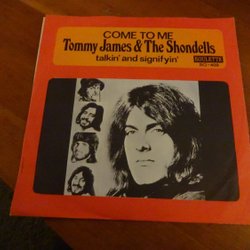 COME TO ME
Tommy James & The Shondells
talkin' and signifyin'
ROULETTE